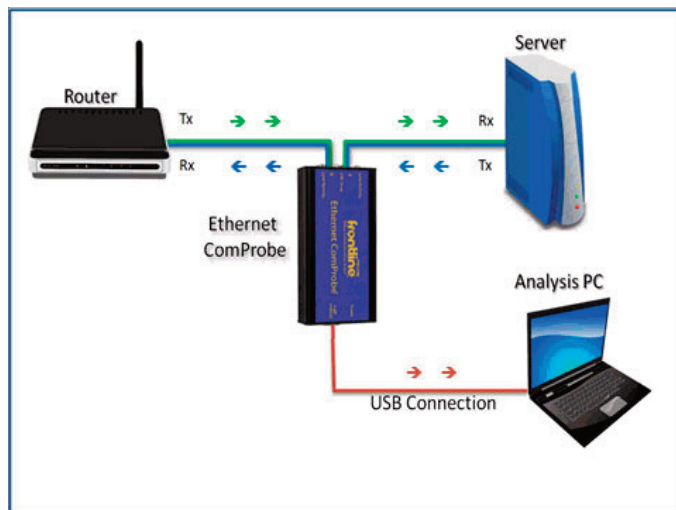 Server
Router
Tx
Rx
Rx
Tx
Ethernet
ComProbe
frontline
Ethernet ComProbe
Analysis PC
USB Connection